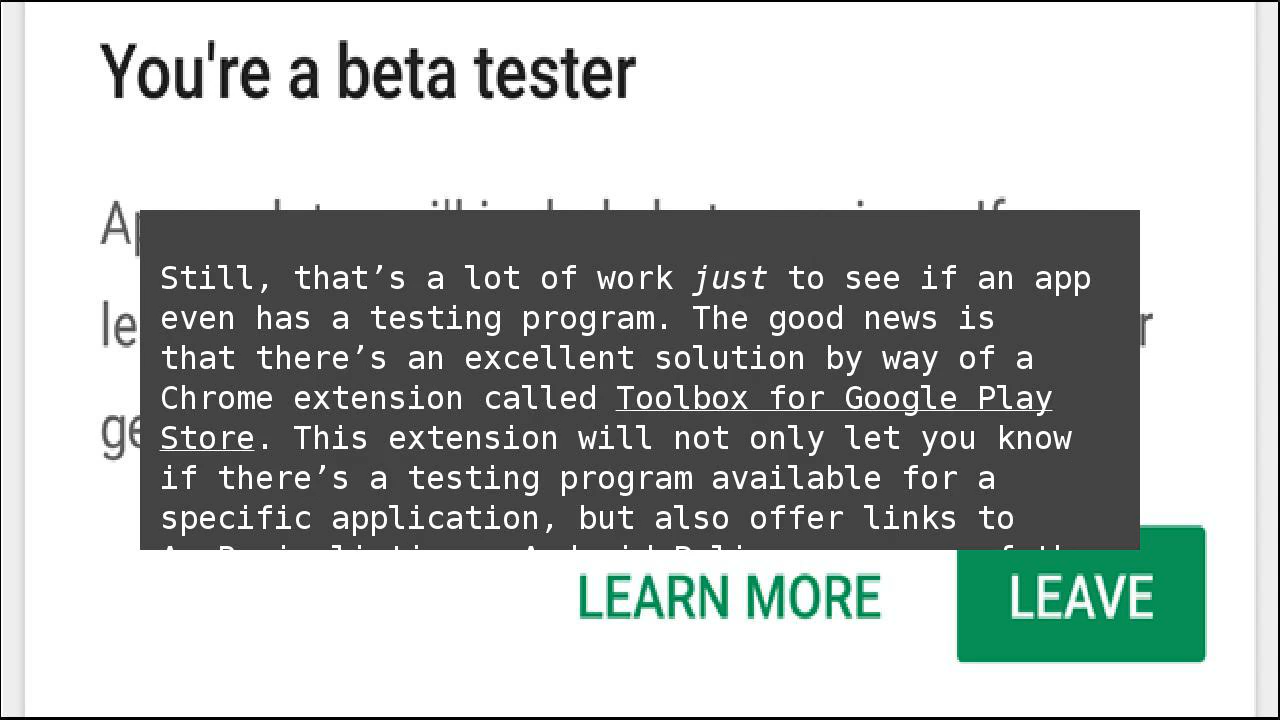 You're a beta tester
Still, that’s a lot of work just to see if an app
even has a testing program. The good news is
that there’s an excellent solution by way of a
Chrome extension called Toolbox for Google Play
Store. This extension will not only let you know
if there’s a testing program available for a
specific application, but also offer links to
LEARN MORE
LEAVE